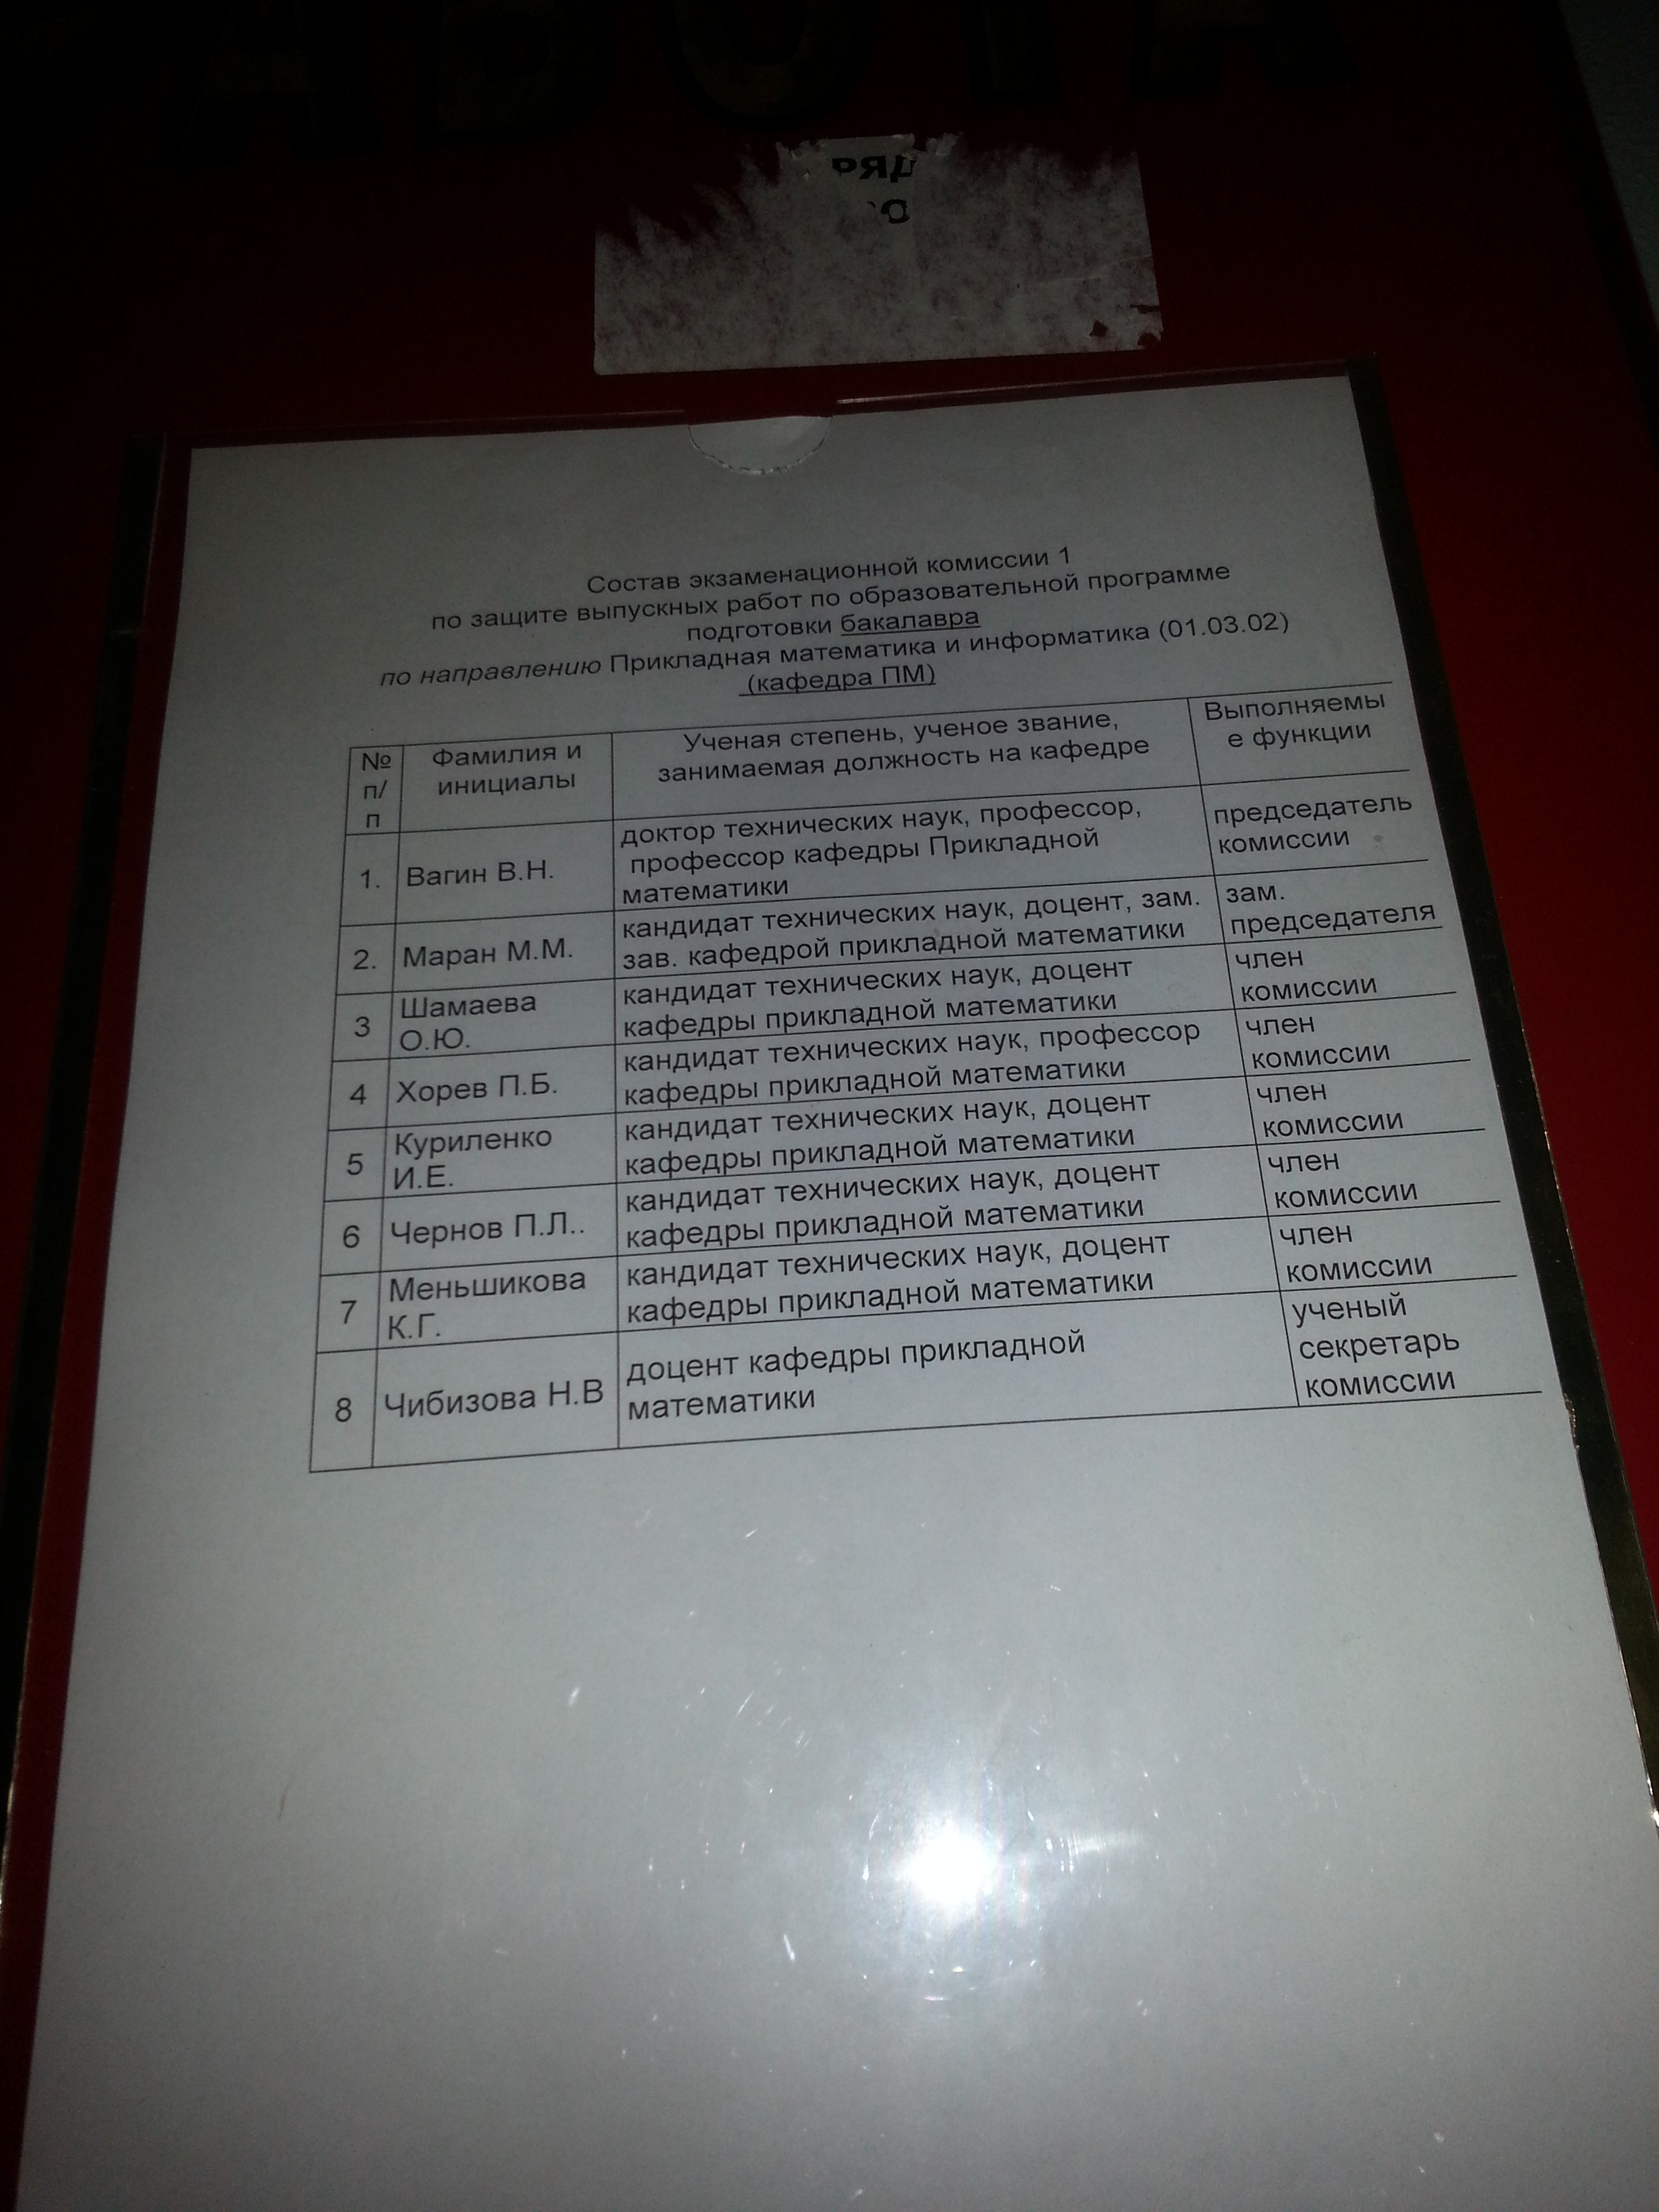 АБОТА
РЯД
Состав экзаменационной комиссии 1
по защите выпускных работ по образовательной программе
подготовки бакалавра
по направлению Прикладная математика и информатика (01.03.02)
(кафедра ПМ)
№
п/
п
Фамилия и
инициалы
Ученая степень, ученое звание,
занимаемая должность на кафедре
Выполняемы
е функции
1.
Вагин В.Н.
доктор технических наук, профессор,
профессор кафедры Прикладной
математики
председатель
комиссии
2.
Маран М.М.
кандидат технических наук, доцент, зам.
зав. кафедрой прикладной математики
зам.
председателя
3
Шамаева
О.Ю.
кандидат технических наук, доцент
кафедры прикладной математики
член
комиссии
4
Хорев П.Б.
кандидат технических наук, профессор
кафедры прикладной математики
член
комиссии
5
Куриленко
И.Е.
кандидат технических наук, доцент
кафедры прикладной математики
член
комиссии
6
Чернов П.Л..
кандидат технических наук, доцент
кафедры прикладной математики
член
комиссии
7
Меньшикова
К.Г.
кандидат технических наук, доцент
кафедры прикладной математики
член
комиссии
8
Чибизова Н.В
доцент кафедры прикладной
математики
ученый
секретарь
комиссии